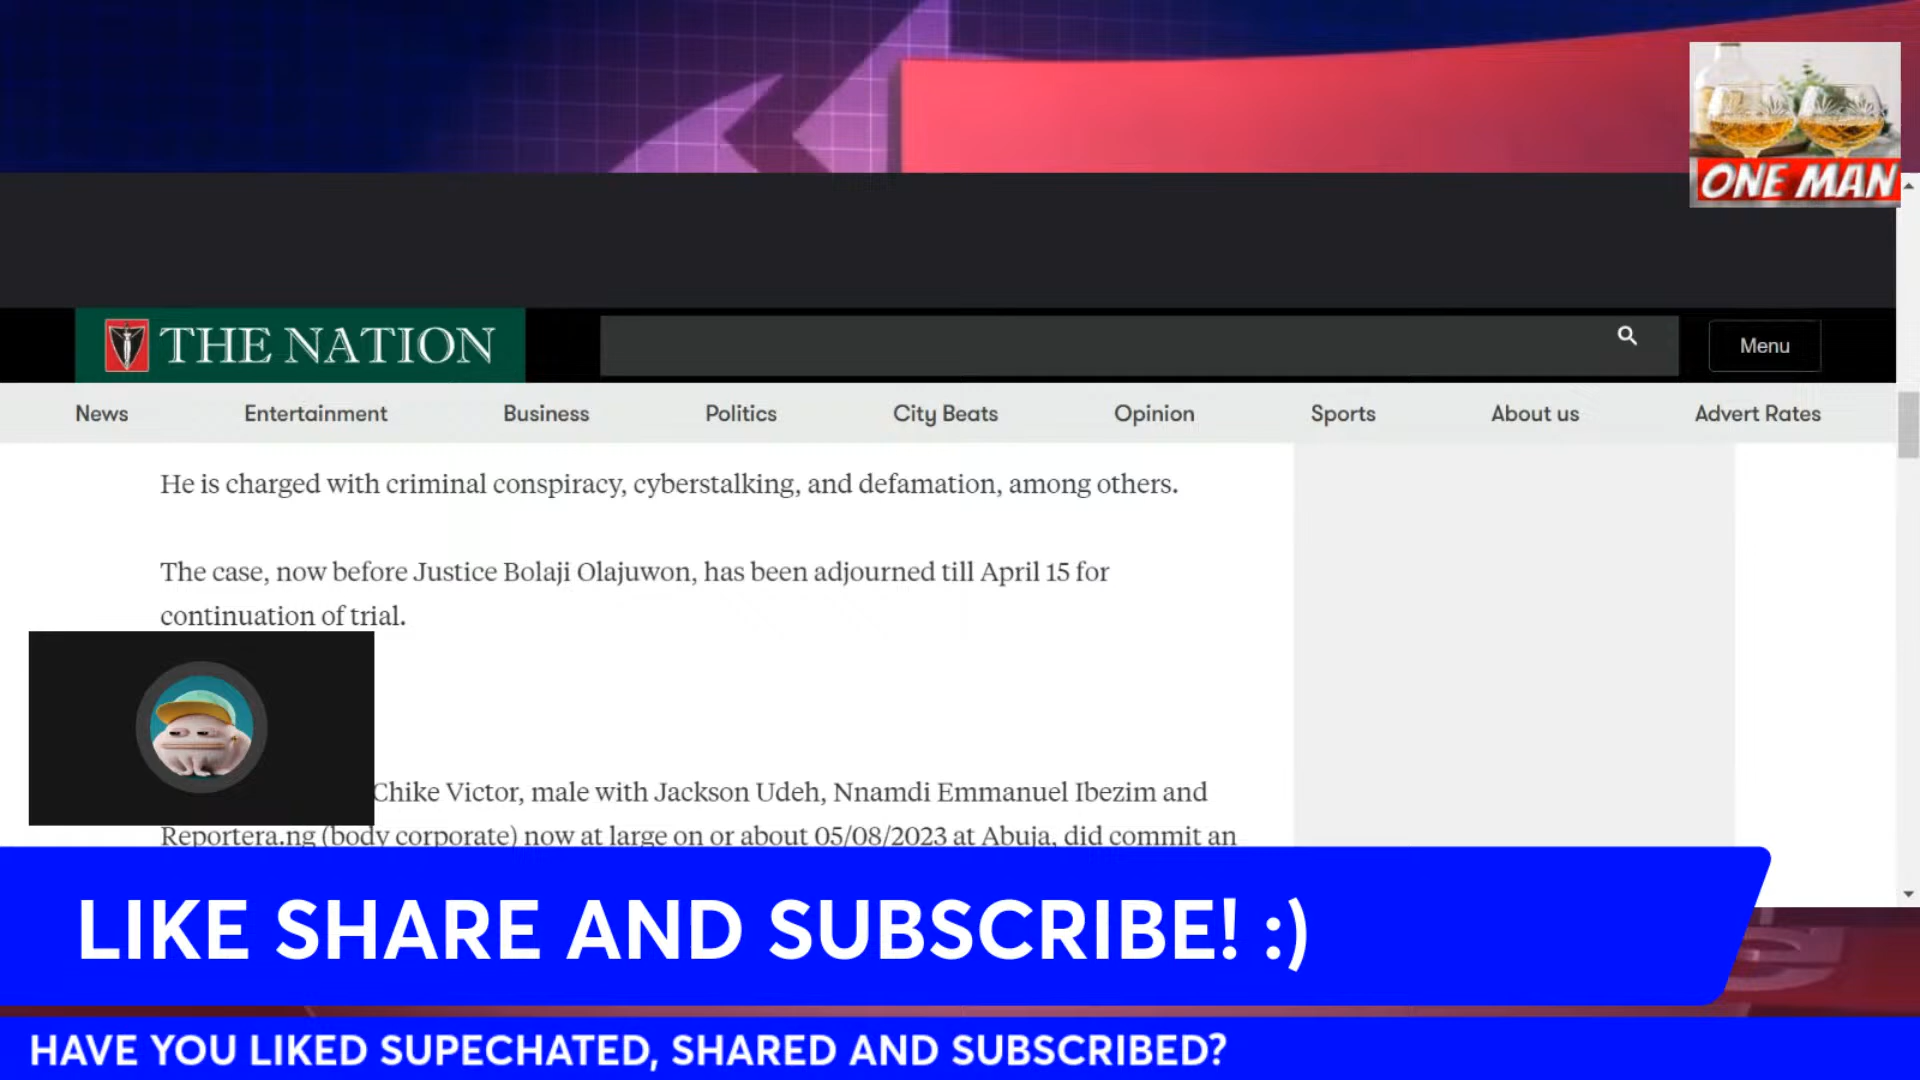 ONE MAN
THE NATION
Menu
News Entertainment Business Politics City Beats Opinion Sports About us Advert Rates
He is charged with criminal conspiracy, cyberstalking, and defamation, among others.
The case, now before Justice Bolaji Olajuwon, has been adjourned till April 15 for
continuation of trial.
Chike Victor, male with Jackson Udeh, Nnamdi Emmanuel Ibezim and
Reportera.ng (body corporate) now at large on or about 05/08/2023 at Abuja, did commit an
LIKE SHARE AND SUBSCRIBE! :)
HAVE YOU LIKED SUPECHATED, SHARED AND SUBSCRIBED?